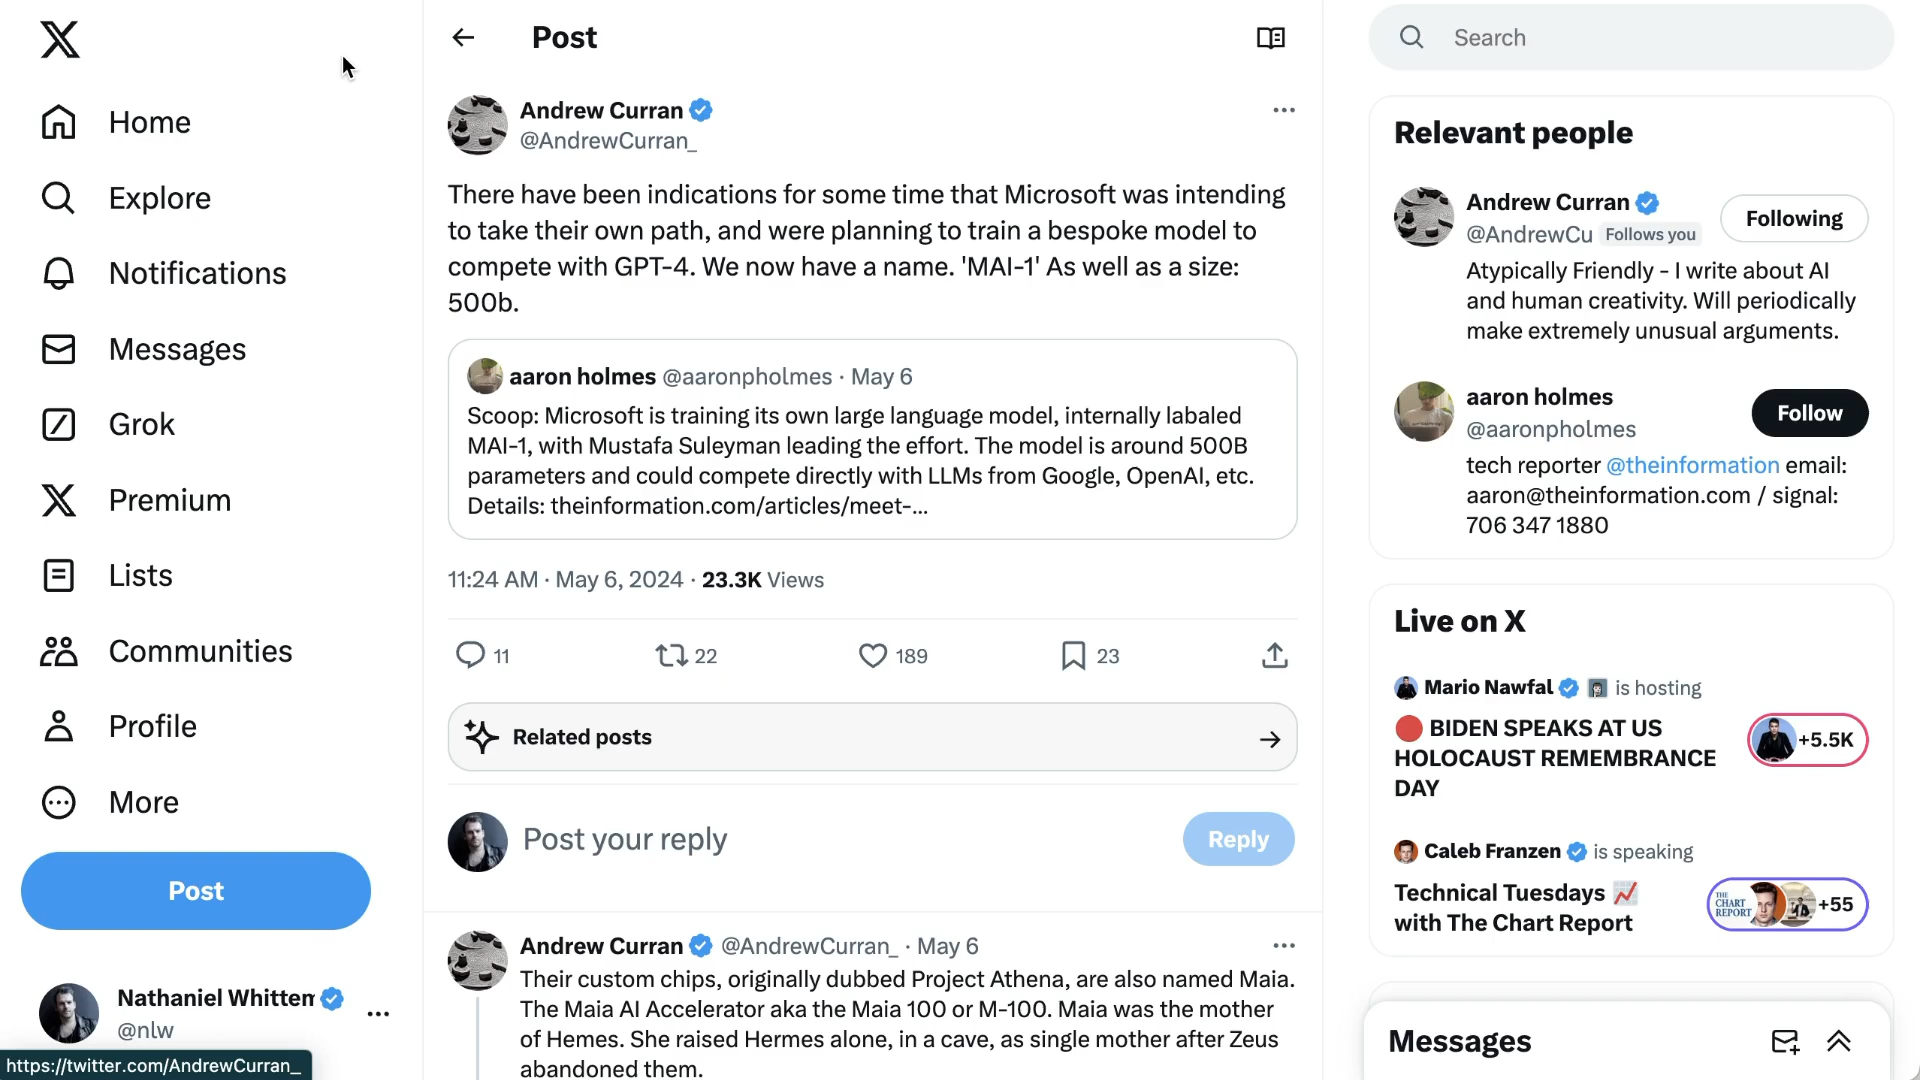 Home
Explore
Notifications
Messages
Grok
Premium
Lists
Communities
Profile
More
Post
Nathaniel Whittem
@nlw
https://twitter.com/AndrewCurran_
Post
Andrew Curran
@AndrewCurran_
There have been indications for some time that Microsoft was intending
to take their own path, and were planning to train a bespoke model to
compete with GPT-4. We now have a name. 'MAI-1' As well as a size:
500b.
aaron holmes @aaronpholmes · May 6
Scoop: Microsoft is training its own large language model, internally labaled
MAI-1, with Mustafa Suleyman leading the effort. The model is around 500B
parameters and could compete directly with LLMs from Google, OpenAI, etc.
Details: theinformation.com/articles/meet-...
11:24 AM · May 6, 2024 · 23.3K Views
11 22 189 23
Related posts
Post your reply
Reply
Andrew Curran @AndrewCurran_ · May 6
Their custom chips, originally dubbed Project Athena, are also named Maia.
The Maia AI Accelerator aka the Maia 100 or M-100. Maia was the mother
of Hemes. She raised Hermes alone, in a cave, as single mother after Zeus
abandoned them.
Search
Relevant people
Andrew Curran
Following
@AndrewCu Follows you
Atypically Friendly - I write about AI
and human creativity. Will periodically
make extremely unusual arguments.
aaron holmes
Follow
@aaronpholmes
tech reporter @theinformation email:
aaron@theinformation.com / signal:
706 347 1880
Live on X
Mario Nawfal is hosting
BIDEN SPEAKS AT US
HOLOCAUST REMEMBRANCE
DAY
+5.5K
Caleb Franzen is speaking
Technical Tuesdays
with The Chart Report
THE
CHART
REPORT
+55
Messages